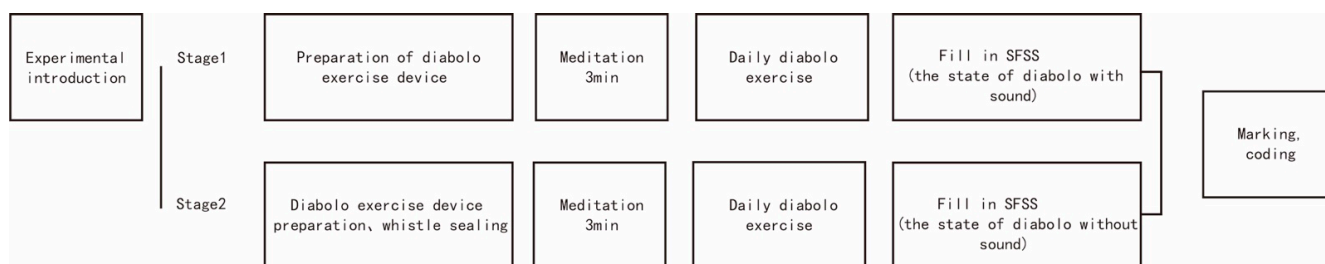 Experimental
introduction
Stage1
Preparation of diabolo
exercise device
Meditation
3min
Daily diabolo
exercise
Fill in SFSS
(the state of diabolo with
sound)
Stage2
Diabolo exercise device
preparation、whistle sealing
Meditation
3min
Daily diabolo
exercise
Fill in SFSS
(the state of diabolo without
sound)
Marking,
coding